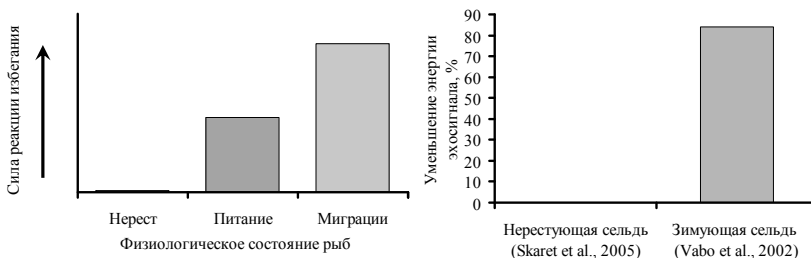 Сила реакции избегания
Нерест
Питание
Миграции
Физиологическое состояние рыб
Уменьшение энергии
эхосигнала, %
90
80
70
60
50
40
30
20
10
0
Нерестующая сельдь
(Skaret et al., 2005)
Зимующая сельдь
(Vabo et al., 2002)